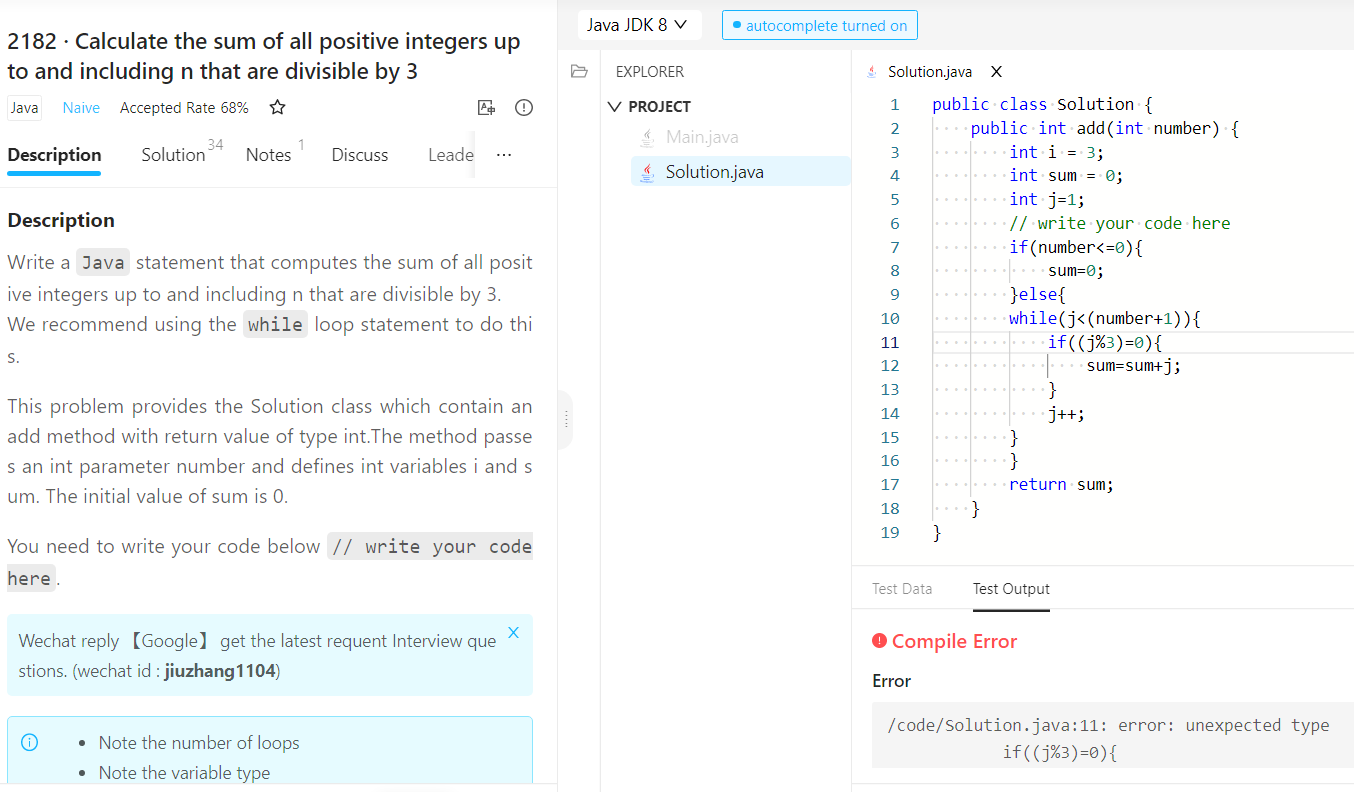 2182 · Calculate the sum of all positive integers up
to and including n that are divisible by 3
Java Naive Accepted Rate 68%
Description Solution 34 Notes 1 Discuss Leade ...
Description
Write a Java statement that computes the sum of all posit
ive integers up to and including n that are divisible by 3.
We recommend using the while loop statement to do thi
s.
This problem provides the Solution class which contain an
add method with return value of type int.The method passe
s an int parameter number and defines int variables i and s
um. The initial value of sum is 0.
You need to write your code below // write your code
here .
Wechat reply 【Google】 get the latest requent Interview que
stions. (wechat id : jiuzhang1104)
• Note the number of loops
• Note the variable type
Java JDK 8 autocomplete turned on
EXPLORER
PROJECT
Main.java
Solution.java
Solution.java X
1 public class Solution {
2 public int add(int number) {
3 int i = 3;
4 int sum = 0;
5 int j=1;
6 // write your code here
7 if(number<=0){
8 sum=0;
9 }else{
10 while(j<(number+1)){
11 if((j%3)=0){
12 sum=sum+j;
13 }
14 j++;
15 }
16 }
17 return sum;
18 }
19 }
Test Data Test Output
Compile Error
Error
/code/Solution.java:11: error: unexpected type
if((j%3)=0){